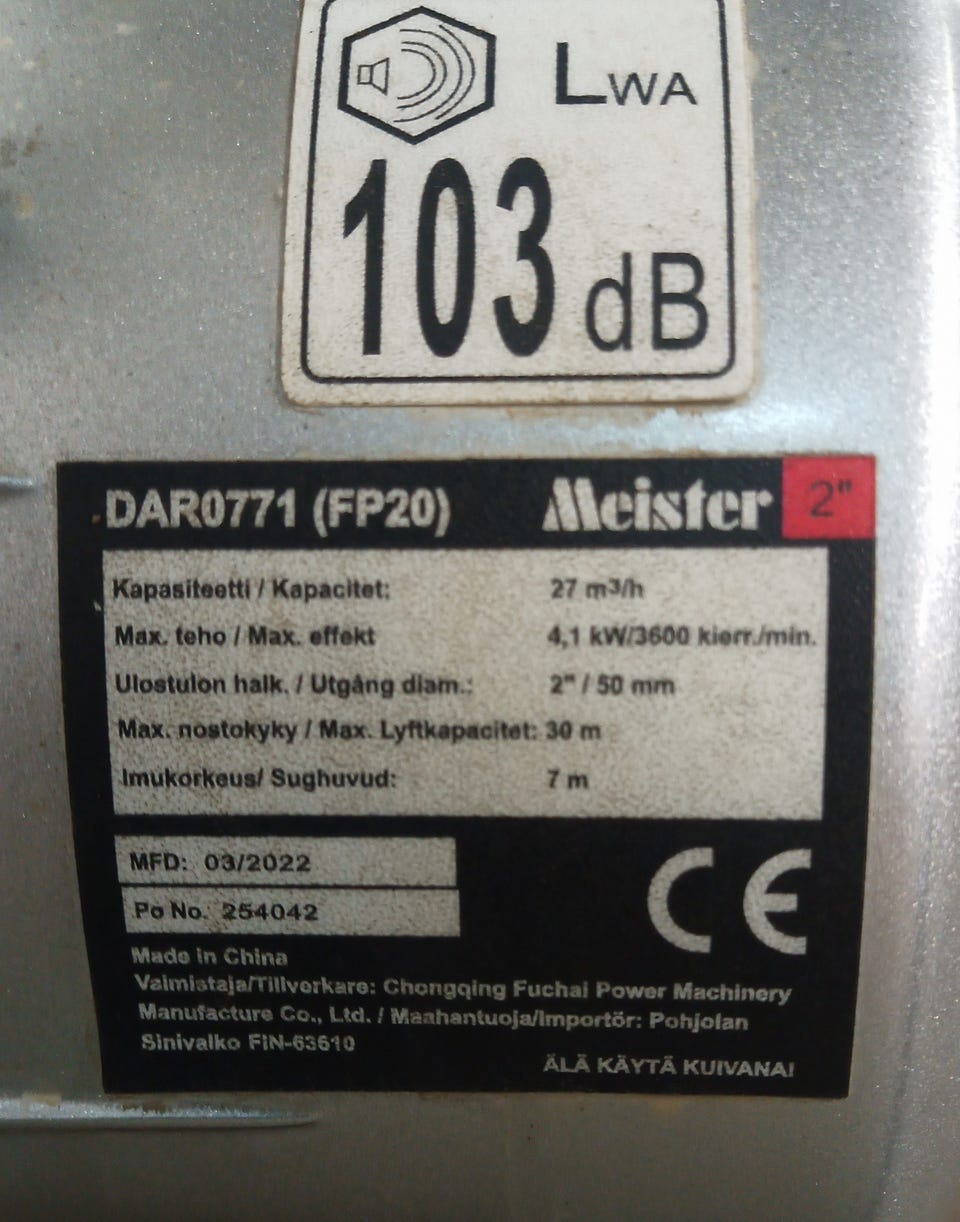 LWA
103 dB
DAR0771 (FP20) Meister 2"
Kapasiteetti / Kapacitet: 27 m³/h
Max. teho / Max. effekt 4,1 kW/3600 kierr./min.
Ulostulon halk. / Utgång diam.: 2" / 50 mm
Max. nostokyky / Max. Lyftkapacitet: 30 m
Imukorkeus/ Sughuvud: 7 m
MFD: 03/2022
Po No. 254042
CE
Made in China
Valmistaja/Tillverkare: Chongqing Fuchai Power Machinery
Manufacture Co., Ltd. / Maahantuoja/Importör: Pohjolan
Sinivalko FIN-63610
ÄLÄ KÄYTÄ KUIVANA!